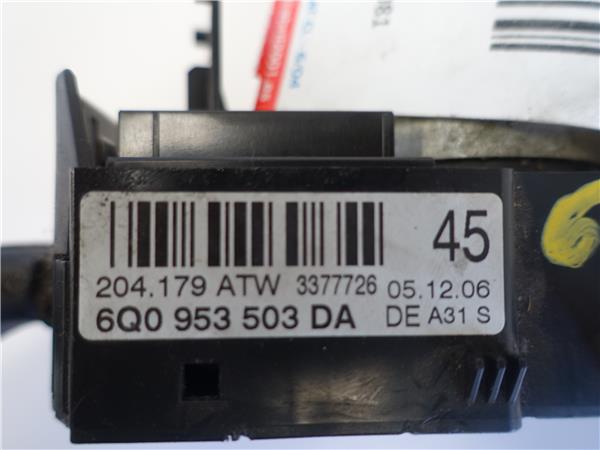 45
204.179 ATW 3377726 05.12.06
6Q0 953 503 DA DE A31 S